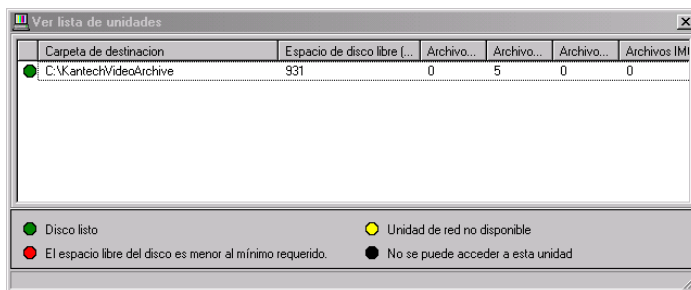 Ver lista de unidades
Carpeta de destinacion Espacio de disco libre (... Archivo... Archivo... Archivo... Archivos IM
C:\KantechVideoArchive 931 0 5 0 0
Disco listo Unidad de red no disponible
El espacio libre del disco es menor al mínimo requerido. No se puede acceder a esta unidad